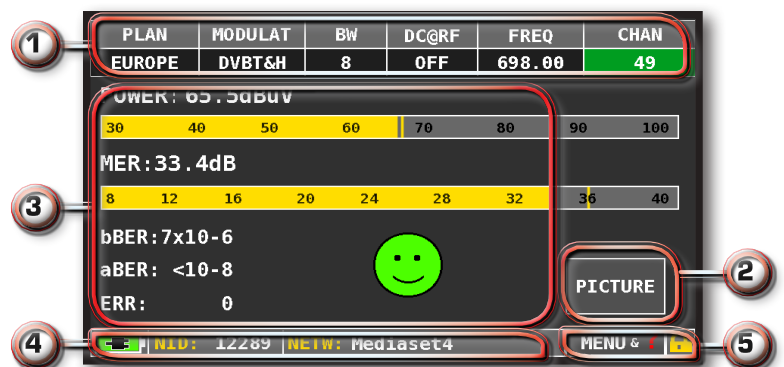 1
PLAN MODULAT BW DC@RF FREQ CHAN
EUROPE DVBT&H 8 OFF 698.00 49
POWER: 65.5dBuV
30 40 50 60 70 80 90 100
MER:33.4dB
8 12 16 20 24 28 32 36 40
3
bBER:7x10-6
aBER: <10-8
ERR: 0
PICTURE
2
4
NID: 12289 NETW: Mediaset4
MENU &
5